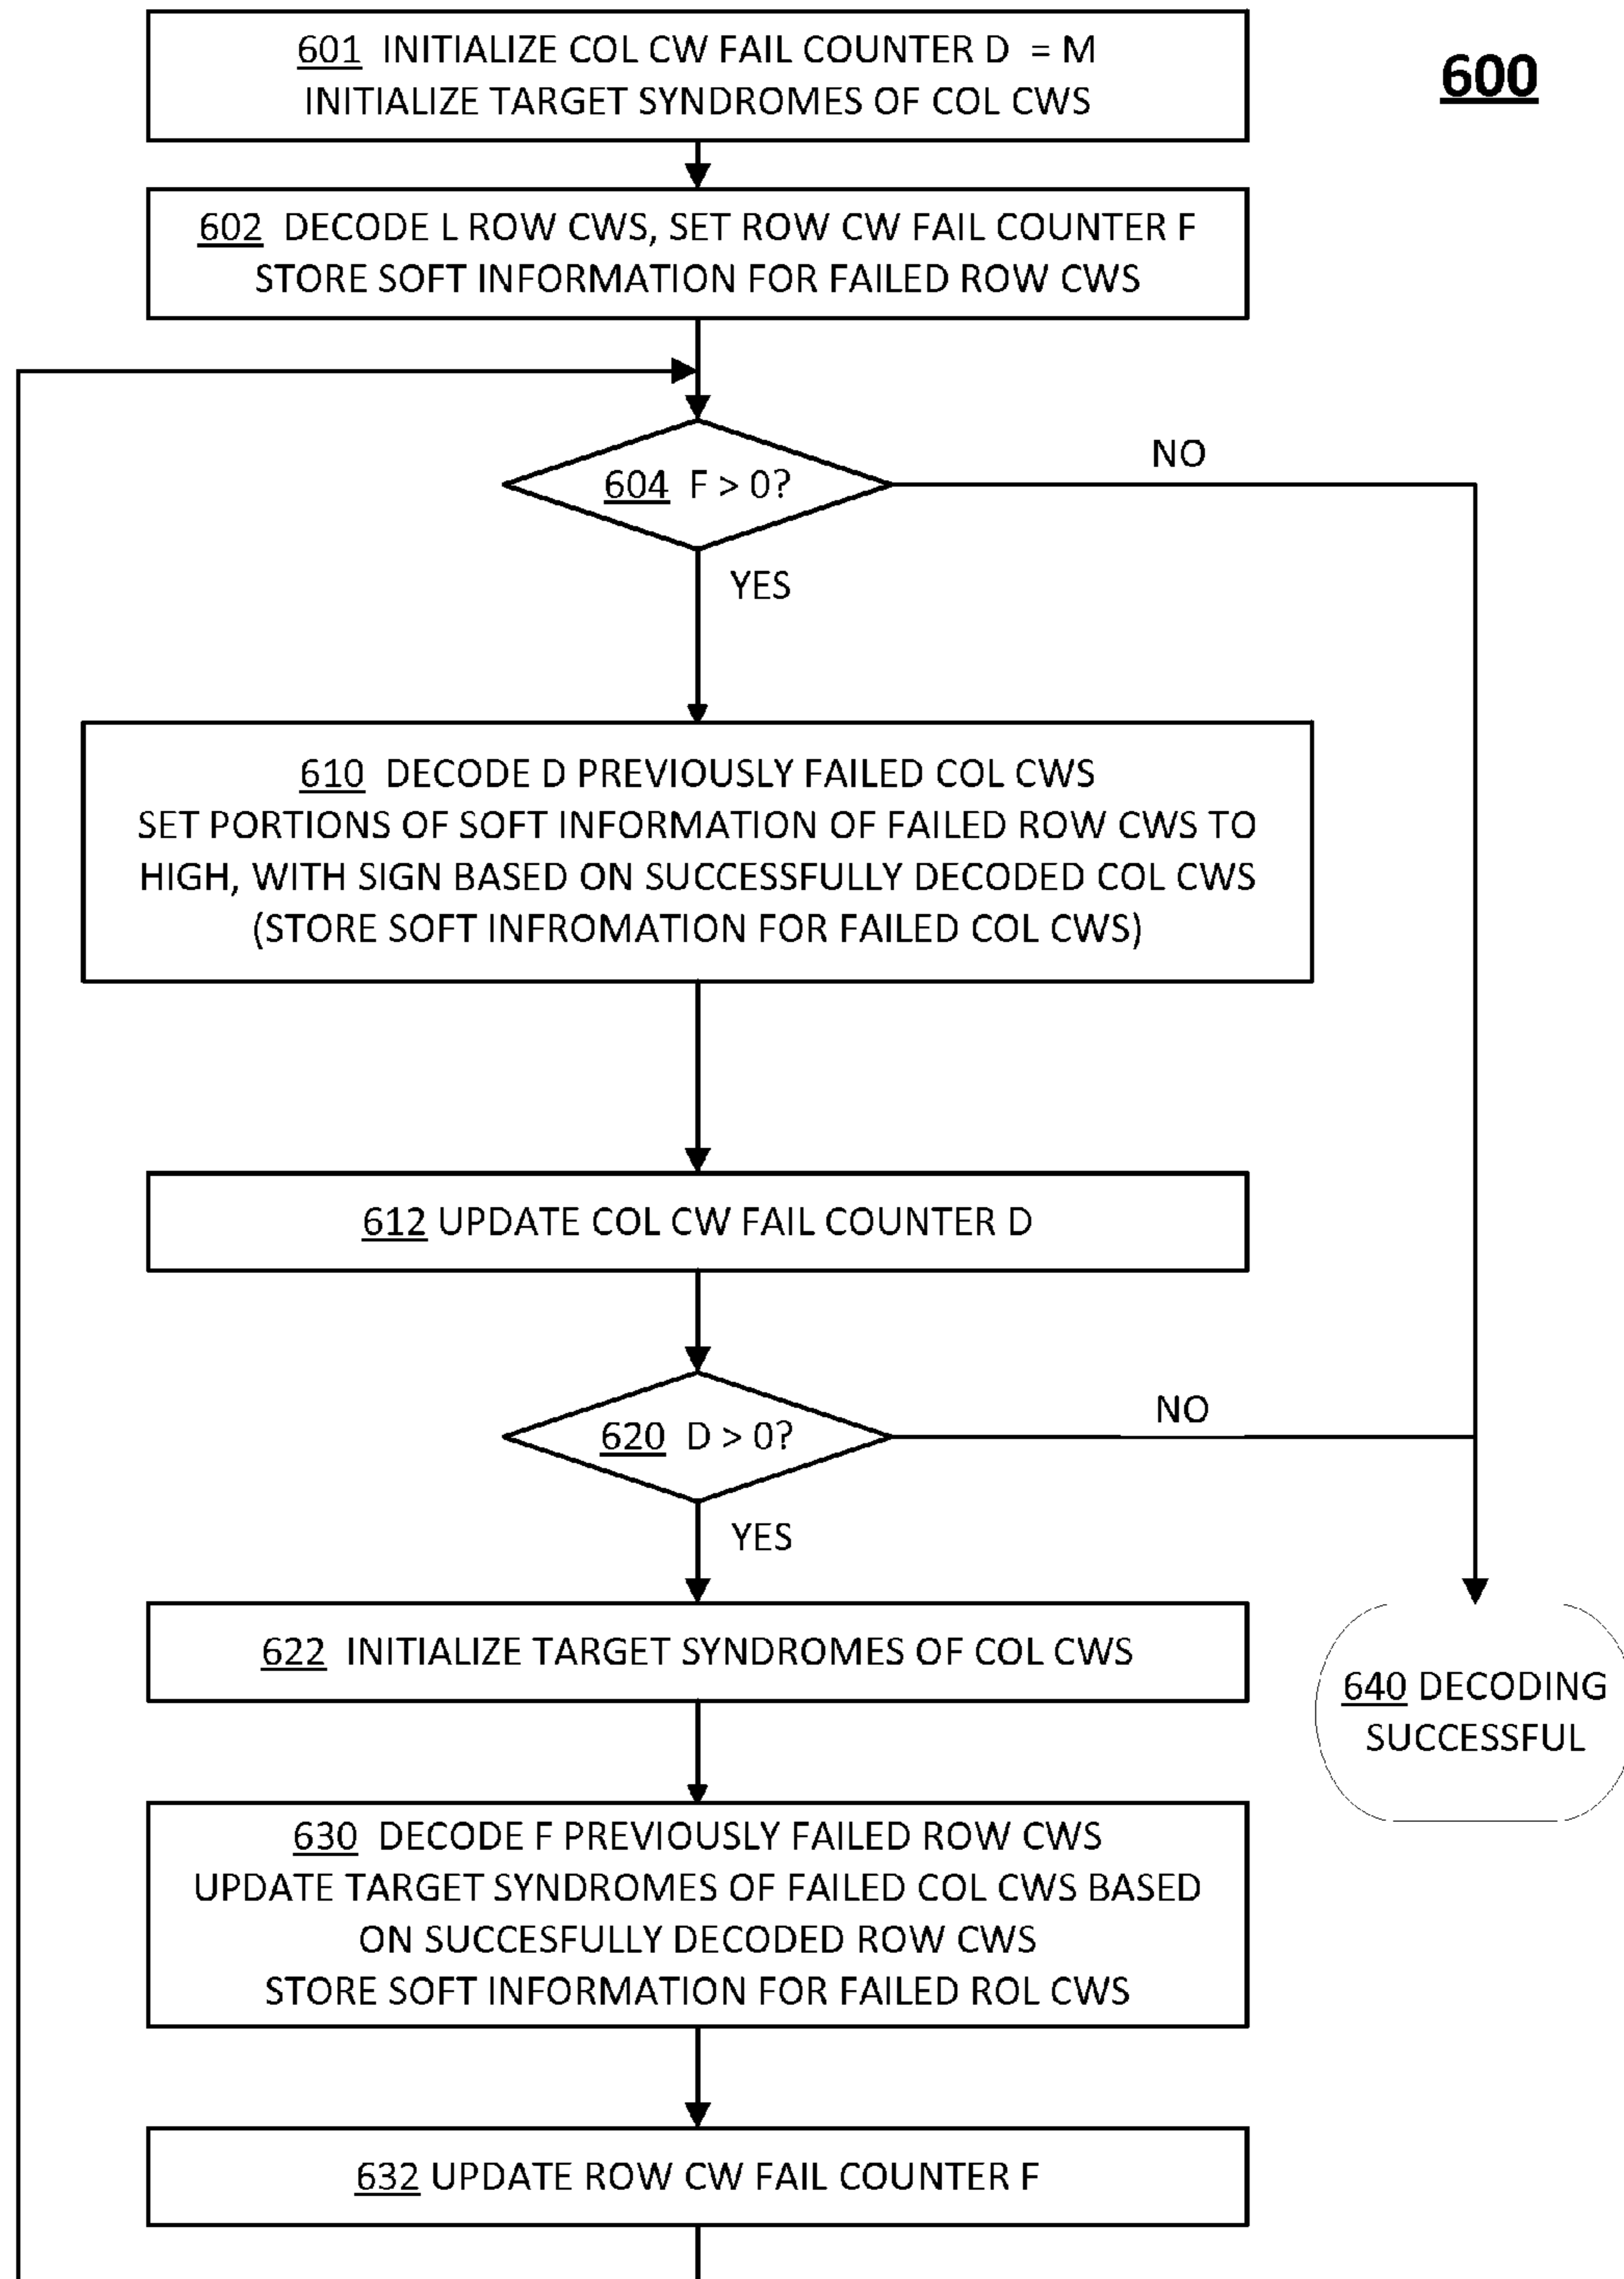 601 INITIALIZE COL CW FAIL COUNTER D = M
INITIALIZE TARGET SYNDROMES OF COL CWS
600
602 DECODE L ROW CWS, SET ROW CW FAIL COUNTER F
STORE SOFT INFORMATION FOR FAILED ROW CWS
604 F > 0?
NO
YES
610 DECODE D PREVIOUSLY FAILED COL CWS
SET PORTIONS OF SOFT INFORMATION OF FAILED ROW CWS TO
HIGH, WITH SIGN BASED ON SUCCESSFULLY DECODED COL CWS
(STORE SOFT INFROMATION FOR FAILED COL CWS)
612 UPDATE COL CW FAIL COUNTER D
620 D > 0?
NO
YES
622 INITIALIZE TARGET SYNDROMES OF COL CWS
640 DECODING
SUCCESSFUL
630 DECODE F PREVIOUSLY FAILED ROW CWS
UPDATE TARGET SYNDROMES OF FAILED COL CWS BASED
ON SUCCESFULLY DECODED ROW CWS
STORE SOFT INFORMATION FOR FAILED ROL CWS
632 UPDATE ROW CW FAIL COUNTER F